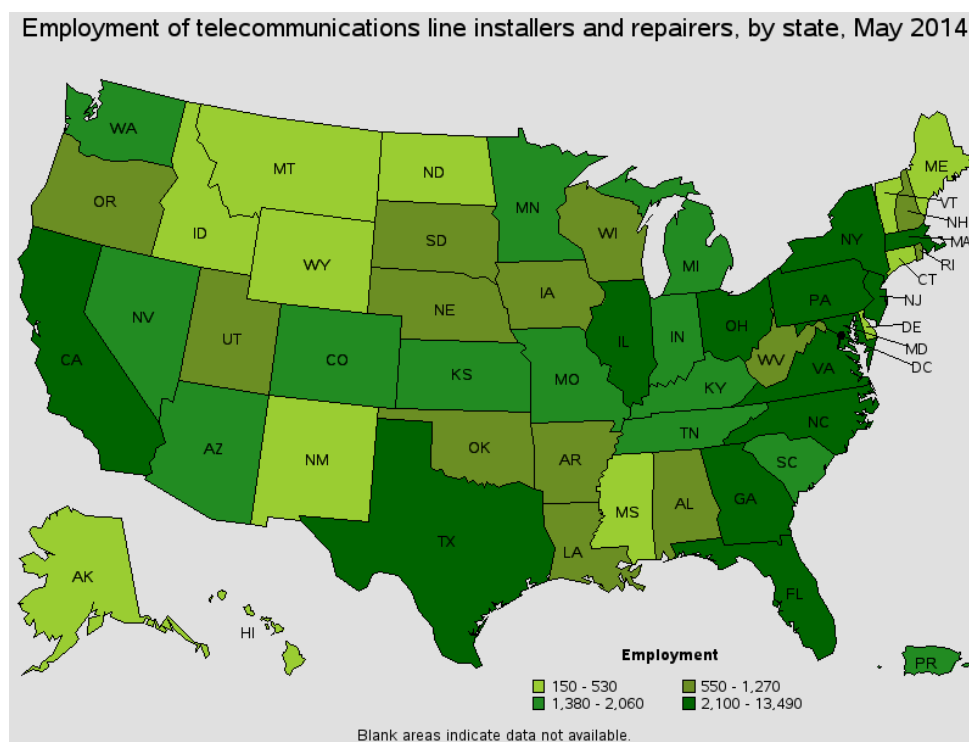 Employment of telecommunications line installers and repairers, by state, May 2014
WA
MT
ND
ME
VT
OR
MN
NH
ID
SD
WI
NY
MA
WY
MI
RI
CT
IA
PA
NJ
NE
NV
OH
UT
IL
IN
DE
CA
CO
WV
MD
KS
MO
VA
DC
KY
NC
TN
AZ
OK
NM
AR
SC
MS
AL
GA
TX
LA
AK
FL
HI
PR
Employment
150 - 530
550 - 1,270
1,380 - 2,060
2,100 - 13,490
Blank areas indicate data not available.